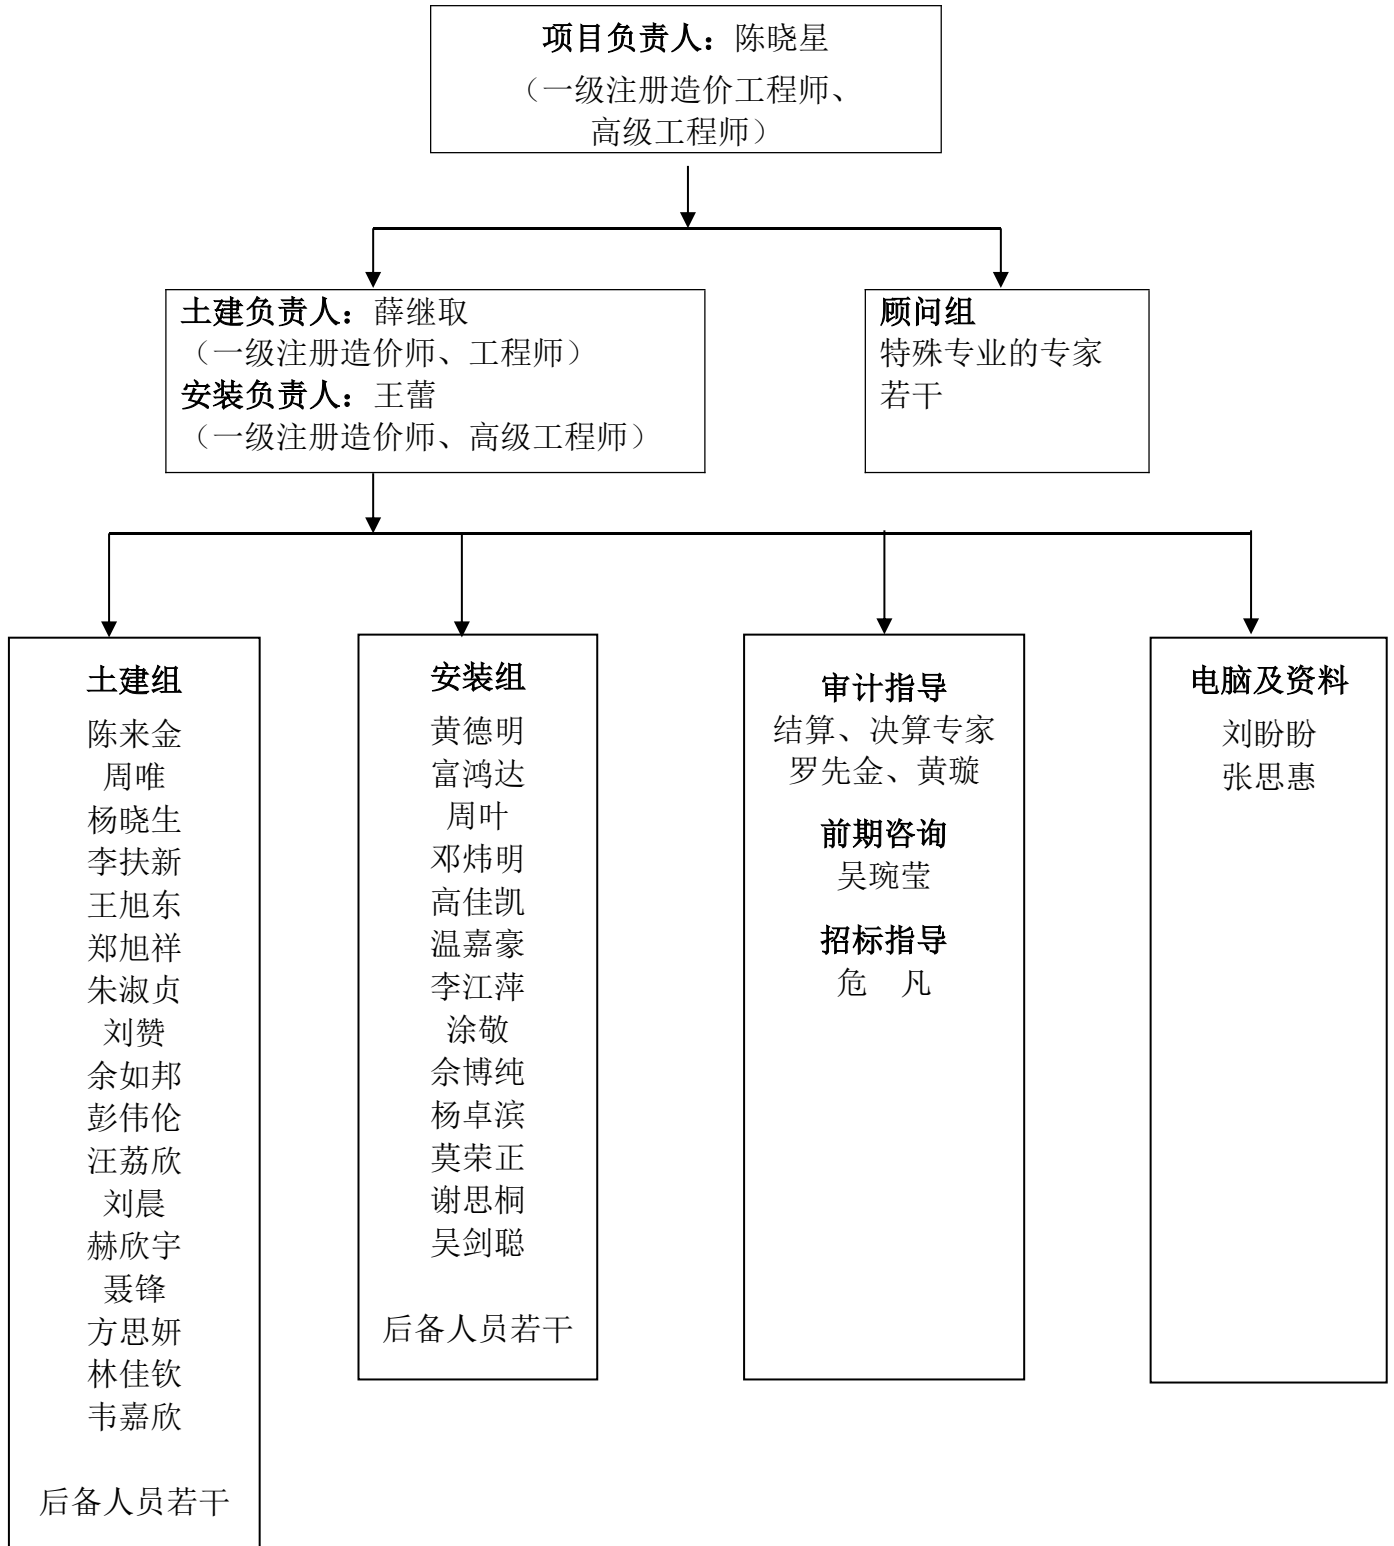 项目负责人：陈晓星
（一级注册造价工程师、
高级工程师）
土建负责人：薛继取
（一级注册造价师、工程师）
安装负责人：王蕾
（一级注册造价师、高级工程师）
顾问组
特殊专业的专家
若干
土建组
陈来金
周唯
杨晓生
李扶新
王旭东
郑旭祥
朱淑贞
刘赞
余如邦
彭伟伦
汪荔欣
刘晨
赫欣宇
聂锋
方思妍
林佳钦
韦嘉欣
后备人员若干
安装组
黄德明
富鸿达
周叶
邓炜明
高佳凯
温嘉豪
李江萍
涂敬
佘博纯
杨卓滨
莫荣正
谢思桐
吴剑聪
后备人员若干
审计指导
结算、决算专家
罗先金、黄璇
前期咨询
吴琬莹
招标指导
危　凡
电脑及资料
刘盼盼
张思惠